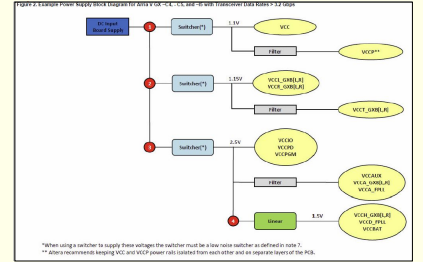 Figure 2. Example Power Supply Block Diagram for Arria V GX -C4, -C5, and -I5 with Transceiver Data Rates > 3.2 Gbps
DC Input
Board Supply
1
Switcher(*)
1.1V
VCC
Filter
VCCP**
2
Switcher(*)
1.15V
VCCL_GXB[L,R]
VCCR_GXB[L,R]
Filter
VCCT_GXB[L,R]
3
Switcher(*)
2.5V
VCCIO
VCCPD
VCCPGM
Filter
VCCAUX
VCCA_GXB[L,R]
VCCA_FPLL
4
Linear
1.5V
VCCH_GXB[L,R]
VCCD_FPLL
VCCBAT
*When using a switcher to supply these voltages the switcher must be a low noise switcher as defined in note 7.
** Altera recommends keeping VCC and VCCP power rails isolated from each other and on separate layers of the PCB.